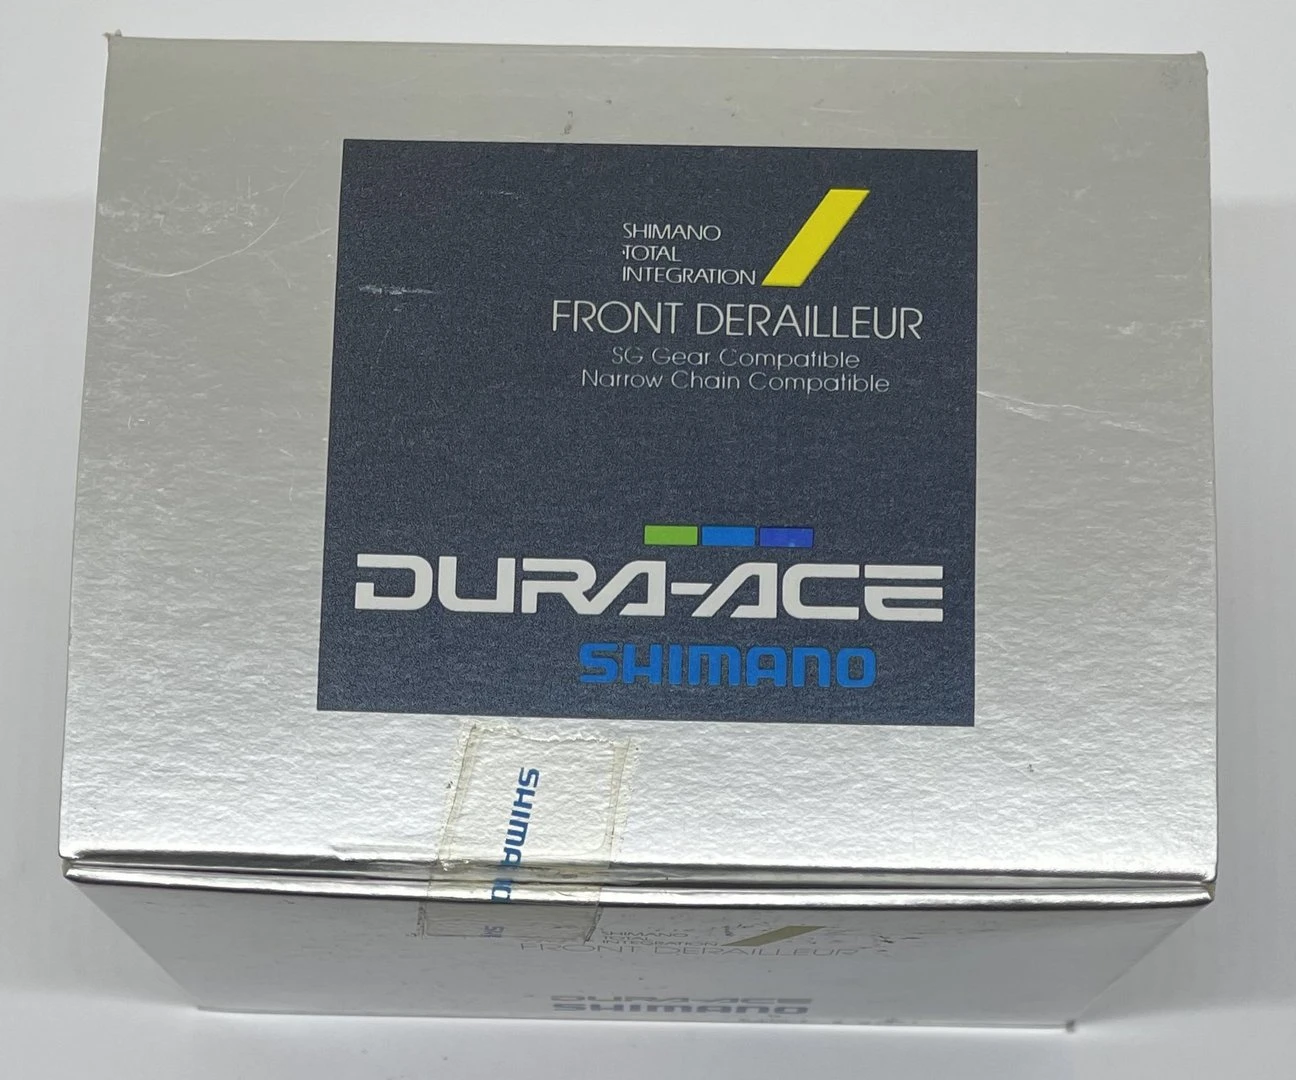 SHIMANO
TOTAL
INTEGRATION
FRONT DERAILLEUR
SG Gear Compatible
Narrow Chain Compatible
DURA-ACE
SHIMANO
SHIMANO
SHIMANO
TOTAL
INTEGRATION
FRONT DERAILLEUR
DURA-ACE
SHIMANO